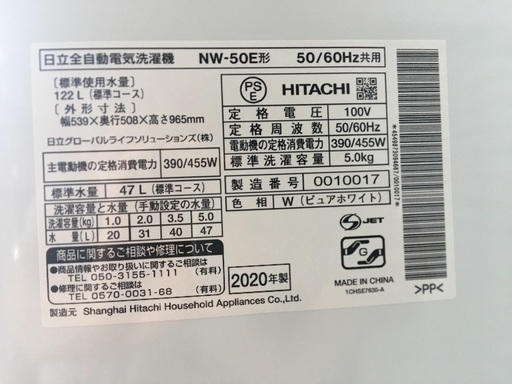 日立全自動電気洗濯機 NW-50E形 50/60Hz共用
〔標準使用水量〕
122L(標準コース)
〔外形寸法〕
幅539×奥行508×高さ965mm
日立グローバルライフソリューションズ(株)
主電動機の定格消費電力 390/455W
標準水量 47L(標準コース)
洗濯容量と水量(手動設定の水量)
洗濯容量(kg) 1.0 2.0 3.5 5.0
水量(L) 20 31 40 47
商品に関するご相談や修理について
●商品情報やお取り扱いに関するご相談は
TEL 050-3155-1111 (有料)
●修理に関するご相談は
TEL 0570-0031-68 (有料)
2020年製
製造元 Shanghai Hitachi Household Appliances Co.,Ltd.
PS
E
HITACHI
定格電圧 100V
定格周波数 50/60Hz
電動機の定格消費電力 390/455W
標準洗濯容量 5.0kg
製造番号 0010017
色相 W(ピュアホワイト)
JET
G
MADE IN CHINA
1CHSE7630-A
>PP<